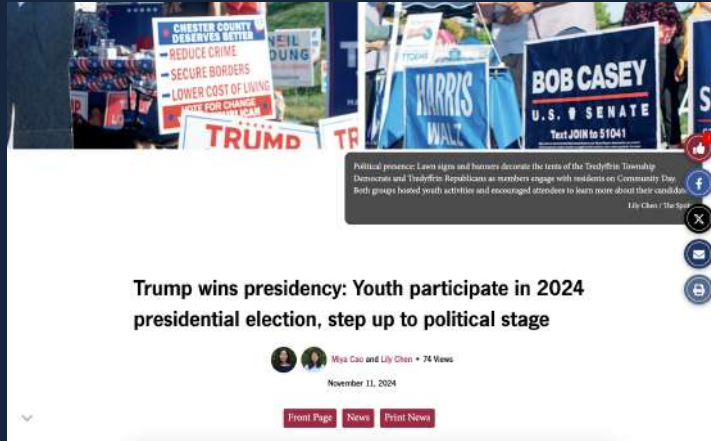 CHESTER COUNTY
DESERVES BETTER
REDUCE CRIME
SECURE BORDERS
LOWER COST OF LIVING
VOTE FOR CHANGE
TRUMP
TR
HARRIS
WALZ
BOB CASEY
U.S. SENATE
Text JOIN to 51041
Political presence: Lawn signs and banners decorate the tents of the Tredyffrin Township
Democrats and Tredyffrin Republicans as members engage with residents on Community Day.
Both groups hosted youth activities and encouraged attendees to learn more about their
Lily Chen / The
Trump wins presidency: Youth participate in 2024
presidential election, step up to political stage
Miya Cao and Lily Chen • 74 Views
November 11, 2024
Front Page
News
Print News